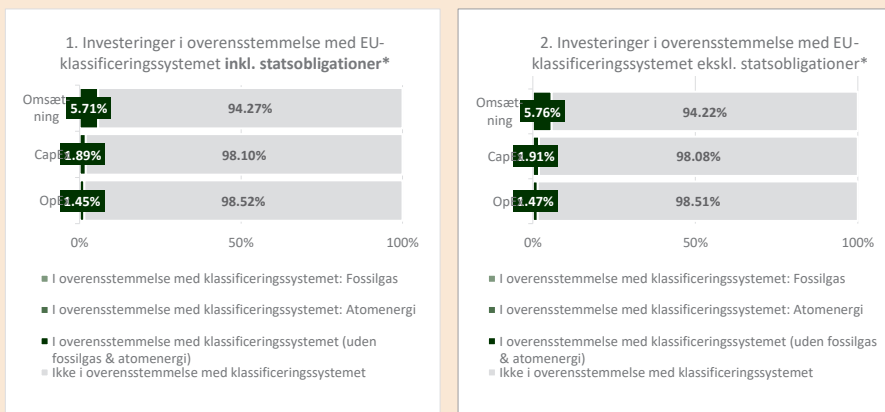 1. Investeringer i overensstemmelse med EU-
klassificeringssystemet inkl. statsobligationer*
Omsæt-
ning
5.71%
94.27%
CapEx
1.89%
98.10%
OpEx
1.45%
98.52%
0%
50%
100%
I overensstemmelse med klassificeringssystemet: Fossilgas
I overensstemmelse med klassificeringssystemet: Atomenergi
I overensstemmelse med klassificeringssystemet (uden
fossilgas & atomenergi)
Ikke i overensstemmelse med klassificeringssystemet
2. Investeringer i overensstemmelse med EU-
klassificeringssystemet ekskl. statsobligationer*
Omsæt-
ning
5.76%
94.22%
CapEx
1.91%
98.08%
OpEx
1.47%
98.51%
0%
50%
100%
I overensstemmelse med klassificeringssystemet: Fossilgas
I overensstemmelse med klassificeringssystemet: Atomenergi
I overensstemmelse med klassificeringssystemet (uden fossilgas
& atomenergi)
Ikke i overensstemmelse med klassificeringssystemet